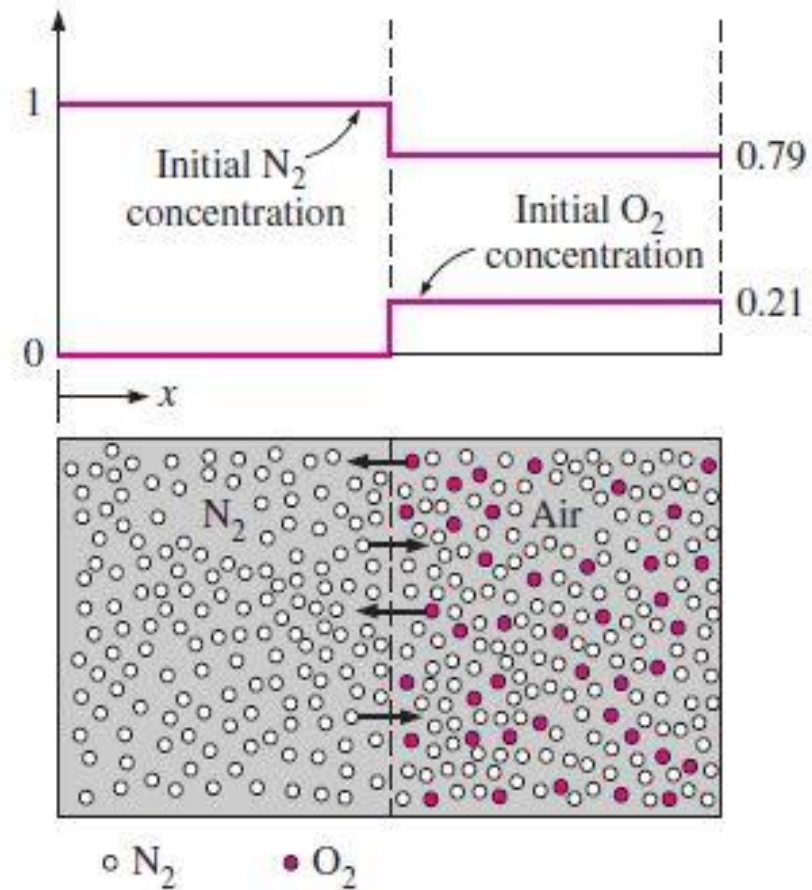 1
Initial N₂
concentration
0.79
Initial O₂
concentration
0.21
0
x
N₂
Air
N₂
O₂